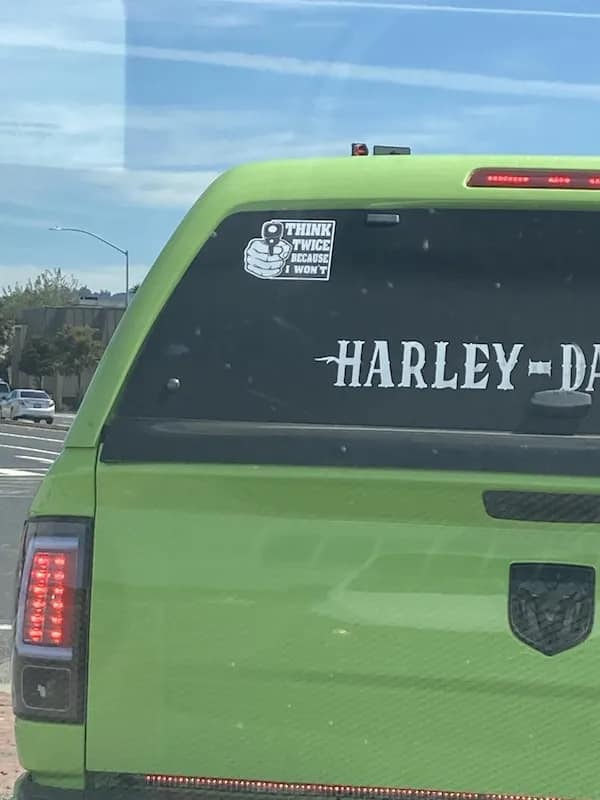 THINK
TWICE
BECAUSE
I WON'T
HARLEY-DA